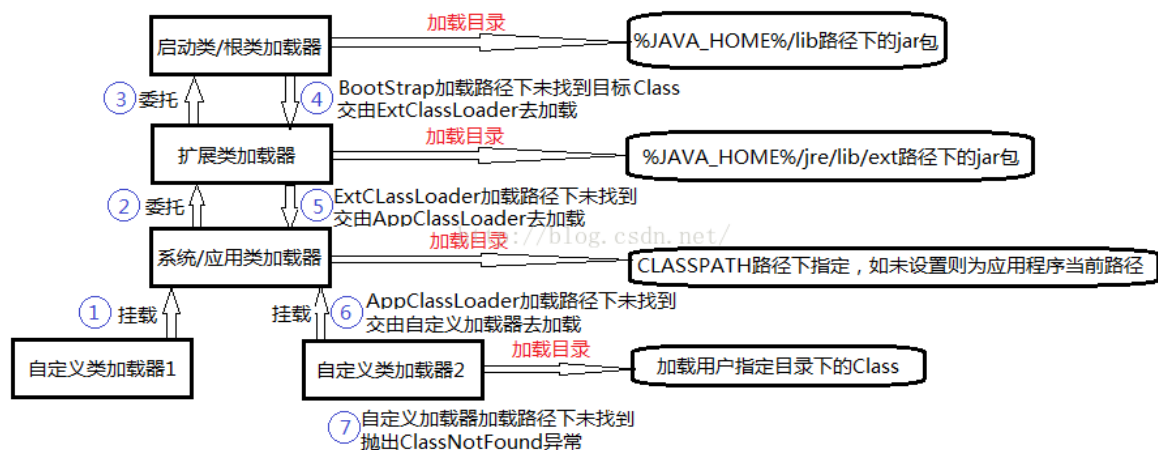 启动类/根类加载器
加载目录
%JAVA_HOME%/lib路径下的jar包
③ 委托
④ BootStrap加载路径下未找到目标Class
交由ExtClassLoader去加载
扩展类加载器
加载目录
%JAVA_HOME%/jre/lib/ext路径下的jar包
② 委托
⑤ ExtCLassLoader加载路径下未找到
交由AppClassLoader去加载
http://blog.csdn.net/
系统/应用类加载器
加载目录
CLASSPATH路径下指定，如未设置则为应用程序当前路径
① 挂载
挂载
⑥ AppClassLoader加载路径下未找到
交由自定义加载器去加载
自定义类加载器1
自定义类加载器2
加载目录
加载用户指定目录下的Class
⑦ 自定义加载器加载路径下未找到
抛出ClassNotFound异常